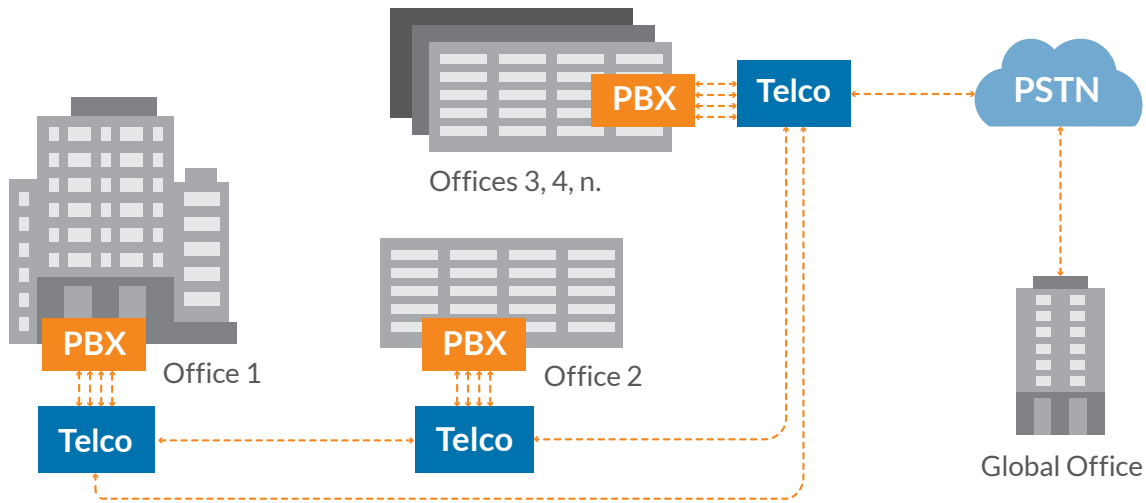 PBX
Telco
PSTN
Offices 3, 4, n.
PBX
Office 1
PBX
Office 2
Telco
Telco
Global Office